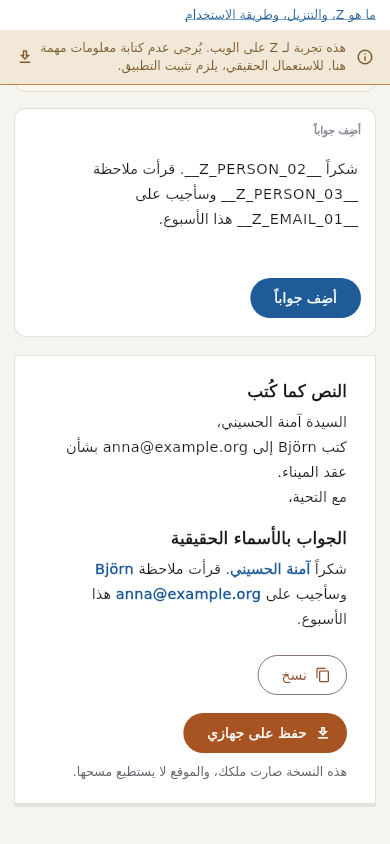 ما هو Z، والتنزيل، وطريقة الاستخدام
هذه تجربة لـ Z على الويب. يُرجى عدم كتابة معلومات مهمة
هنا. للاستعمال الحقيقي، يلزم تثبيت التطبيق.
أضِف جواباً
شكراً __Z_PERSON_02__. قرأت ملاحظة
__Z_PERSON_03__ وسأجيب على
__Z_EMAIL_01__ هذا الأسبوع.
أضِف جواباً
النص كما كُتب
السيدة آمنة الحسيني،
كتب Björn إلى anna@example.org بشأن
عقد الميناء.
مع التحية،
الجواب بالأسماء الحقيقية
شكراً آمنة الحسيني. قرأت ملاحظة Björn
وسأجيب على anna@example.org هذا
الأسبوع.
نسخ
حفظ على جهازي
هذه النسخة صارت ملكك، والموقع لا يستطيع مسحها.